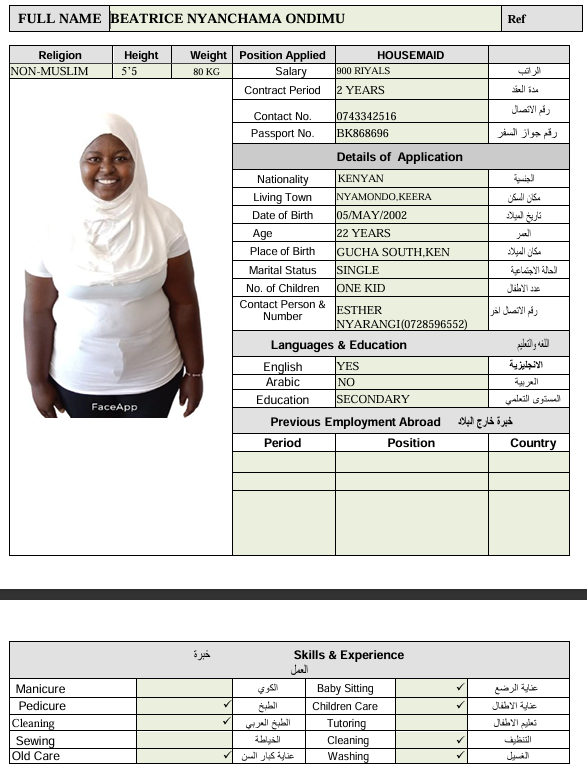 FULL NAME BEATRICE NYANCHAMA ONDIMU Ref
Religion Height Weight Position Applied HOUSEMAID
NON-MUSLIM 5'5 80 KG Salary 900 RIYALS الراتب
Contract Period 2 YEARS مدة العقد
Contact No. 0743342516 رقم الاتصال
Passport No. BK868696 رقم جواز السفر
Details of Application
Nationality KENYAN الجنسية
Living Town NYAMONDO,KEERA مكان السكن
Date of Birth 05/MAY/2002 تاريخ الميلاد
Age 22 YEARS العمر
Place of Birth GUCHA SOUTH,KEN مكان الميلاد
Marital Status SINGLE الحالة الاجتماعية
No. of Children ONE KID عدد الاطفال
Contact Person & Number ESTHER NYARANGI(0728596552) رقم الاتصال اخر
Languages & Education اللغه والتعليم
English YES الانجليزية
Arabic NO العربية
Education SECONDARY المستوى التعلمي
FaceApp
Previous Employment Abroad خبرة خارج البلاد
Period Position Country
خبرة Skills & Experience
العمل
Manicure الكوي Baby Sitting ✓ عناية الرضع
Pedicure ✓ الطبخ Children Care ✓ عناية الاطفال
Cleaning ✓ الطبخ العربي Tutoring تعليم الاطفال
Sewing الخياطة Cleaning ✓ التنظيف
Old Care ✓ عناية كبار السن Washing ✓ الغسيل